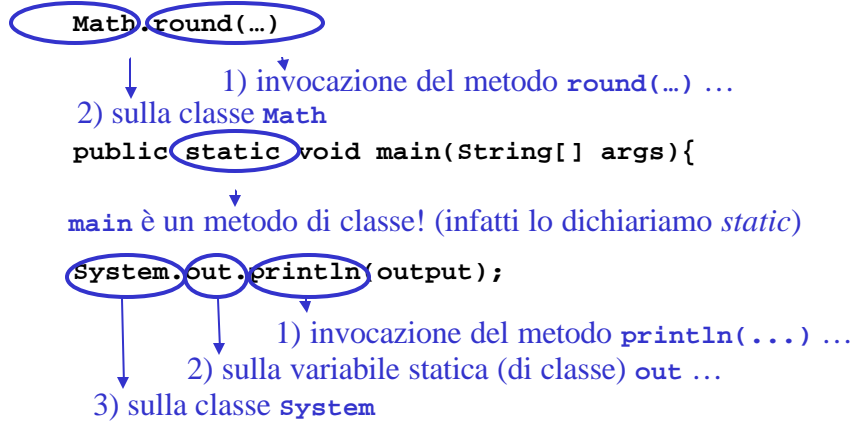 Math.round(…)
1) invocazione del metodo round(…) …
2) sulla classe Math
public static void main(String[] args){
main è un metodo di classe! (infatti lo dichiariamo static)
System.out.println(output);
1) invocazione del metodo println(...) …
2) sulla variabile statica (di classe) out …
3) sulla classe System